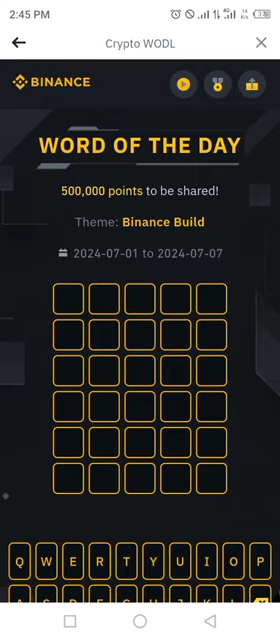 2:45 PM
Crypto WODL
BINANCE
WORD OF THE DAY
500,000 points to be shared!
Theme: Binance Build
2024-07-01 to 2024-07-07
Q W E R T Y U I O P